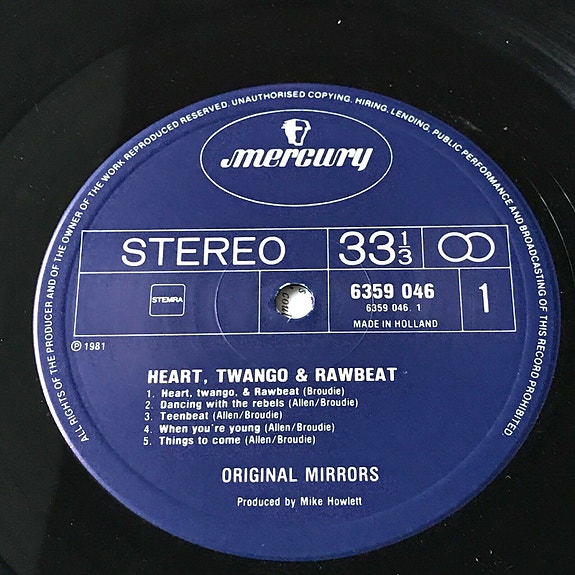 ALL RIGHTS OF THE PRODUCER AND OF THE OWNER OF THE WORK REPRODUCED RESERVED. UNAUTHORISED COPYING, HIRING, LENDING, PUBLIC PERFORMANCE AND BROADCASTING OF THIS RECORD PROHIBITED.
mercury
STEREO 33 1/3
STEMRA
6359 046
6359 046. 1
MADE IN HOLLAND
1
Ⓟ 1981
HEART, TWANGO & RAWBEAT
1. Heart, twango, & Rawbeat (Broudie)
2. Dancing with the rebels (Allen/Broudie)
3. Teenbeat (Allen/Broudie)
4. When you're young (Allen/Broudie)
5. Things to come (Allen/Broudie)
ORIGINAL MIRRORS
Produced by Mike Howlett